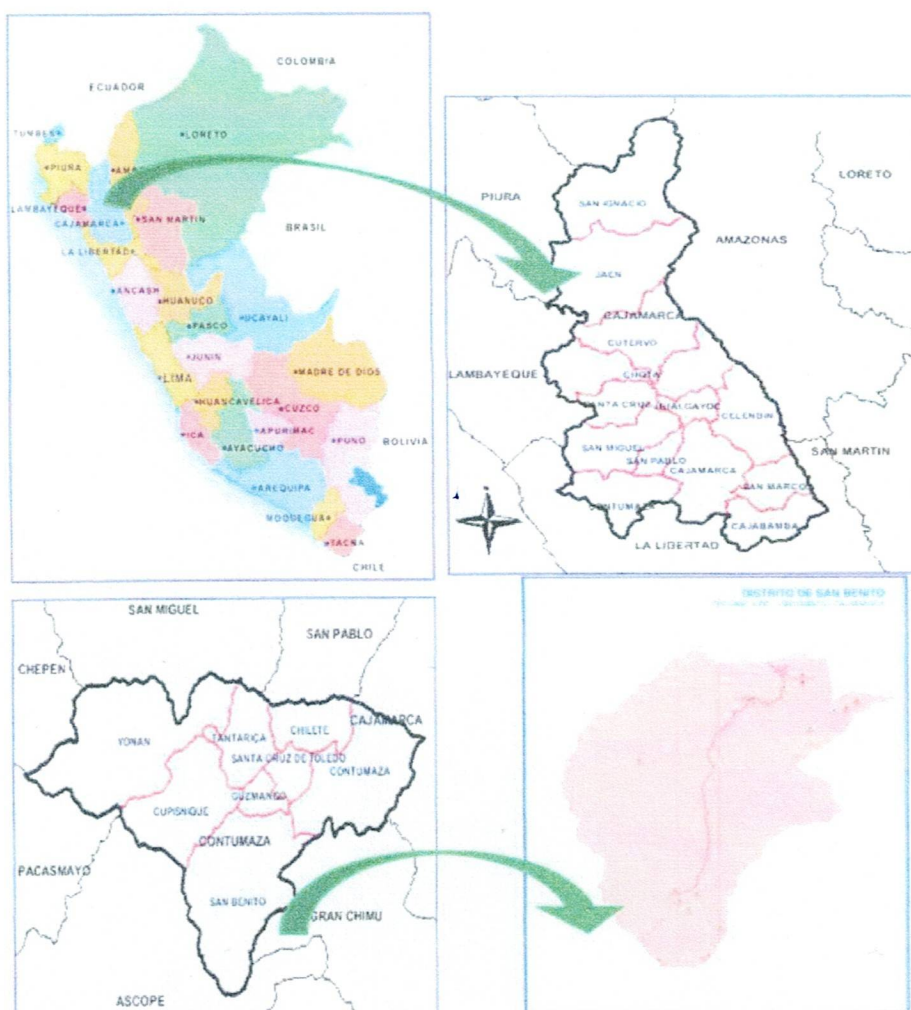 COLOMBIA
ECUADOR
TUMBES
LORETO
PIURA
AMA
LAMBAYEQUE
SAN MARTIN
CAJAMARCA
BRASIL
LA LIBERTAD
ANCASH
HUANUCO
UCAYALI
PASCO
JUNIN
LIMA
MADRE DE DIOS
HUANCAVELICA
CUZCO
ICA
APURIMAC
PUNO
AYACUCHO
BOLIVIA
AREQUIPA
MOQUEGUA
TACNA
CHILE
PIURA
SAN IGNACIO
LORETO
AMAZONAS
JAEN
CAJAMARCA
CUTERVO
LAMBAYEQUE
CHOTA
SANTA CRUZ
CELENDIN
SAN MIGUEL
SAN PABLO
CAJAMARCA
SAN MARTIN
SAN MARCOS
CONTUMAZA
CAJABAMBA
LA LIBERTAD
SAN MIGUEL
SAN PABLO
CHEPEN
CAJAMARCA
YONAN
TANTARICA
CHILETE
SANTA CRUZ DE TOLEDO
CONTUMAZA
GUZMANGO
CUPISNIQUE
CONTUMAZA
PACASMAYO
SAN BENITO
GRAN CHIMU
ASCOPE
DISTRITO DE SAN BENITO